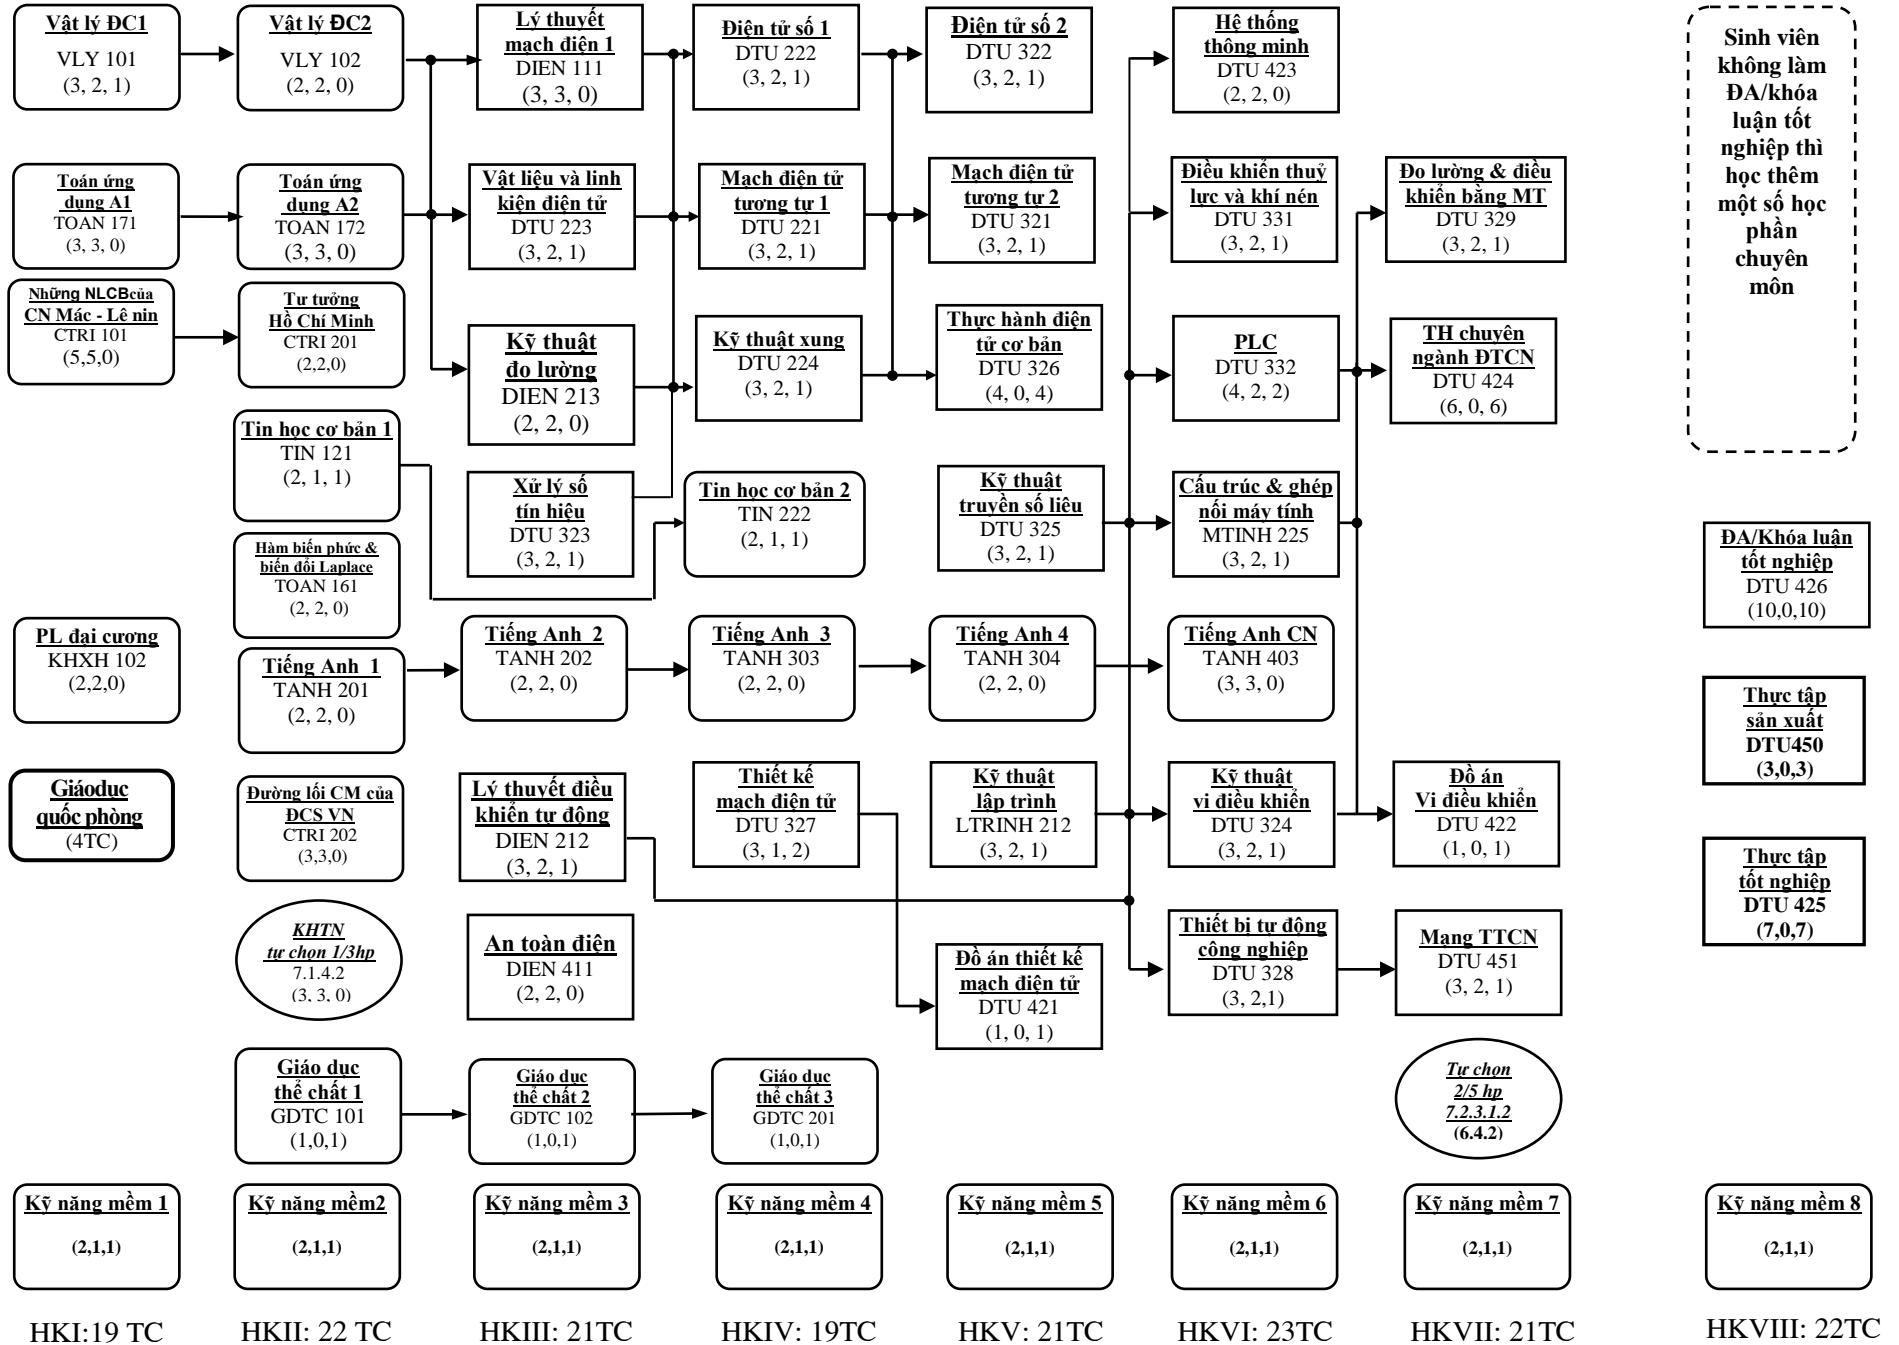 Vật lý ĐC1
VLY 101
(3, 2, 1)
Vật lý ĐC2
VLY 102
(2, 2, 0)
Lý thuyết
mạch điện 1
DIEN 111
(3, 3, 0)
Điện tử số 1
DTU 222
(3, 2, 1)
Điện tử số 2
DTU 322
(3, 2, 1)
Hệ thống
thông minh
DTU 423
(2, 2, 0)
Sinh viên
không làm
ĐA/khóa
luận tốt
nghiệp thì
học thêm
một số học
phần
chuyên
môn
Toán ứng
dụng A1
TOAN 171
(3, 3, 0)
Toán ứng
dụng A2
TOAN 172
(3, 3, 0)
Vật liệu và linh
kiện điện tử
DTU 223
(3, 2, 1)
Mạch điện tử
tương tự 1
DTU 221
(3, 2, 1)
Mạch điện tử
tương tự 2
DTU 321
(3, 2, 1)
Điều khiển thuỷ
lực và khí nén
DTU 331
(3, 2, 1)
Đo lường & điều
khiển bằng MT
DTU 329
(3, 2, 1)
Những NLCBcủa
CN Mác - Lê nin
CTRI 101
(5,5,0)
Tư tưởng
Hồ Chí Minh
CTRI 201
(2,2,0)
Kỹ thuật
đo lường
DIEN 213
(2, 2, 0)
Kỹ thuật xung
DTU 224
(3, 2, 1)
Thực hành điện
tử cơ bản
DTU 326
(4, 0, 4)
PLC
DTU 332
(4, 2, 2)
TH chuyên
ngành ĐTCN
DTU 424
(6, 0, 6)
Tin học cơ bản 1
TIN 121
(2, 1, 1)
Xử lý số
tín hiệu
DTU 323
(3, 2, 1)
Tin học cơ bản 2
TIN 222
(2, 1, 1)
Kỹ thuật
truyền số liêu
DTU 325
(3, 2, 1)
Cấu trúc & ghép
nối máy tính
MTINH 225
(3, 2, 1)
ĐA/Khóa luận
tốt nghiệp
DTU 426
(10,0,10)
Hàm biến phức &
biến đổi Laplace
TOAN 161
(2, 2, 0)
PL đại cương
KHXH 102
(2,2,0)
Tiếng Anh 1
TANH 201
(2, 2, 0)
Tiếng Anh 2
TANH 202
(2, 2, 0)
Tiếng Anh 3
TANH 303
(2, 2, 0)
Tiếng Anh 4
TANH 304
(2, 2, 0)
Tiếng Anh CN
TANH 403
(3, 3, 0)
Thực tập
sản xuất
DTU450
(3,0,3)
Giáodục
quốc phòng
(4TC)
Đường lối CM của
ĐCS VN
CTRI 202
(3,3,0)
Lý thuyết điều
khiển tự động
DIEN 212
(3, 2, 1)
Thiết kế
mạch điện tử
DTU 327
(3, 1, 2)
Kỹ thuật
lập trình
LTRINH 212
(3, 2, 1)
Kỹ thuật
vi điều khiển
DTU 324
(3, 2, 1)
Đồ án
Vi điều khiển
DTU 422
(1, 0, 1)
Thực tập
tốt nghiệp
DTU 425
(7,0,7)
KHTN
tự chọn 1/3hp
7.1.4.2
(3, 3, 0)
An toàn điện
DIEN 411
(2, 2, 0)
Đồ án thiết kế
mạch điện tử
DTU 421
(1, 0, 1)
Thiết bị tự động
công nghiệp
DTU 328
(3, 2,1)
Mạng TTCN
DTU 451
(3, 2, 1)
Giáo dục
thể chất 1
GDTC 101
(1,0,1)
Giáo dục
thể chất 2
GDTC 102
(1,0,1)
Giáo dục
thể chất 3
GDTC 201
(1,0,1)
Tự chọn
2/5 hp
7.2.3.1.2
(6.4.2)
Kỹ năng mềm 1
(2,1,1)
Kỹ năng mềm2
(2,1,1)
Kỹ năng mềm 3
(2,1,1)
Kỹ năng mềm 4
(2,1,1)
Kỹ năng mềm 5
(2,1,1)
Kỹ năng mềm 6
(2,1,1)
Kỹ năng mềm 7
(2,1,1)
Kỹ năng mềm 8
(2,1,1)
HKI:19 TC
HKII: 22 TC
HKIII: 21TC
HKIV: 19TC
HKV: 21TC
HKVI: 23TC
HKVII: 21TC
HKVIII: 22TC